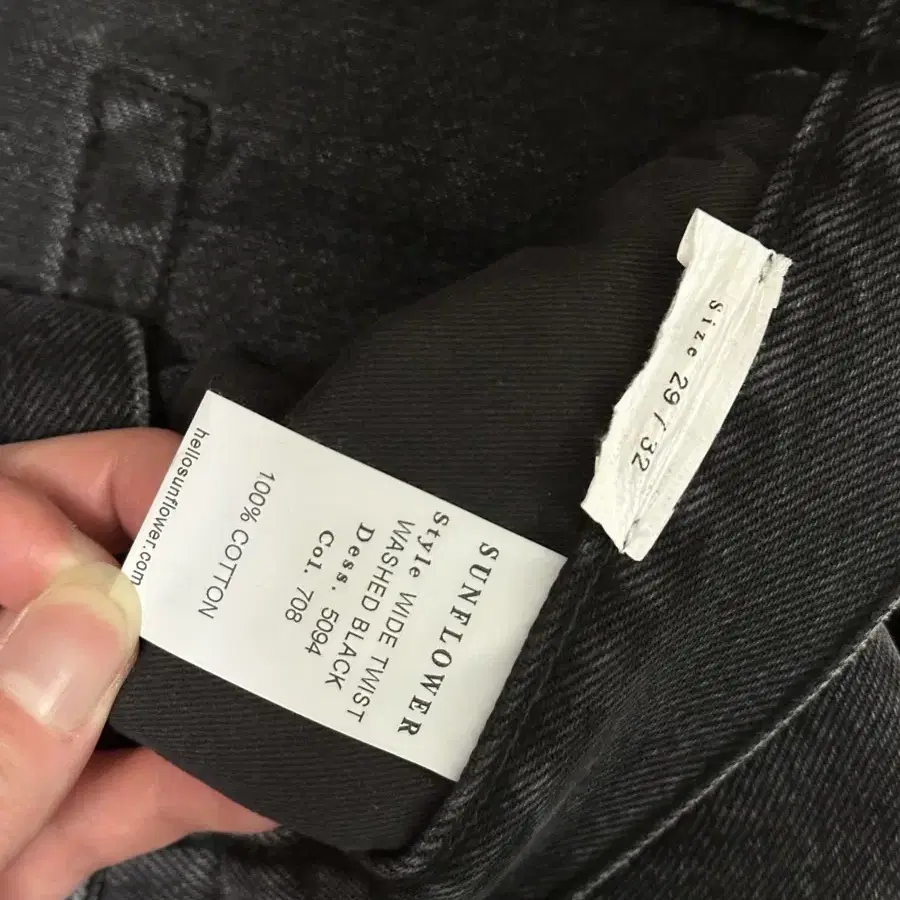 SUNFLOWER
Style WIDE TWIST
WASHED BLACK
Dess. 5094
Col. 708
100% COTTON
hellosunflower.com
Size 29 / 32